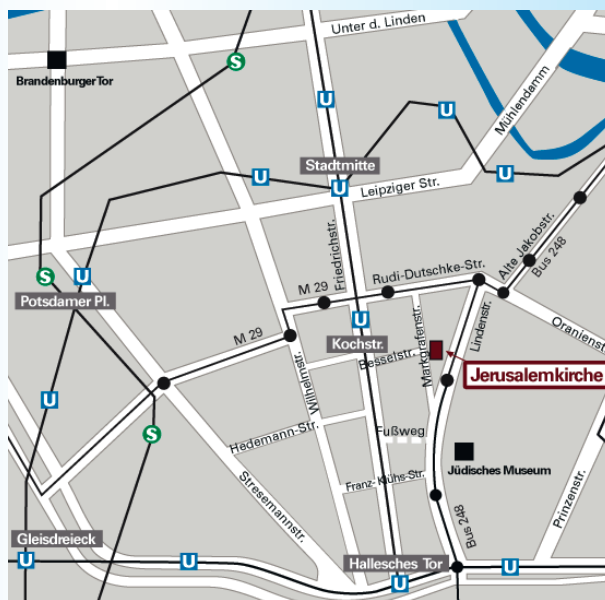 Unter d. Linden
S
Brandenburger Tor
U
U
Mühlendamm
Stadtmitte
U
U
U
Leipziger Str.
Alte Jakobstr.
Bus 248
Friedrichstr.
S
U
Rudi-Dutschke-Str.
Potsdamer Pl.
M 29
U
Oranienst
M 29
Kochstr.
Markgrafenstr.
Lindenstr.
Besselstr.
Wilhelmstr.
Jerusalemkirche
U
S
Hedemann-Str.
Fußweg
Jüdisches Museum
Franz-Klühs-Str.
Stresemannstr.
Prinzenstr.
Gleisdreieck
Bus 248
U
U
Hallesches Tor
U
U